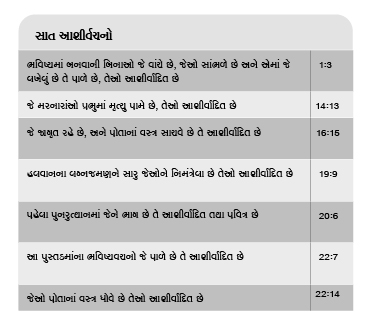 સાત આશીર્વચનો
ભવિષ્યમાં બનવાની બિનાઓ જે વાંચે છે, જેઓ સાંભળે છે અને એમાં જે 1:3
લખેલું છે તે પાળે છે, તેઓ આશીર્વાદિત છે
જે મરનારાંઓ પ્રભુમાં મૃત્યુ પામે છે, તેઓ આશીર્વાદિત છે 14:13
જે જાગૃત રહે છે, અને પોતાનાં વસ્ત્ર સાચવે છે તે આશીર્વાદિત છે 16:15
હલવાનના લગ્નજમણને સારુ જેઓને નિમંત્રેલા છે તેઓ આશીર્વાદિત છે 19:9
પહેલા પુનરુત્થાનમાં જેને ભાગ છે તે આશીર્વાદિત તથા પવિત્ર છે 20:6
આ પુસ્તકમાંના ભવિષ્યવચનો જે પાળે છે તે આશીર્વાદિત છે 22:7
જેઓ પોતાનાં વસ્ત્ર ધોવે છે તેઓ આશીર્વાદિત છે 22:14